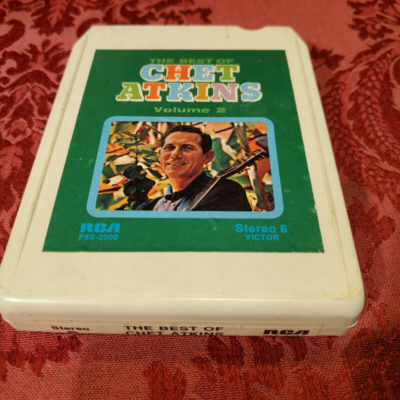 THE BEST OF
CHET
ATKINS
Volume 2
RCA
P8S-2000
Stereo 8
VICTOR
Stereo
THE BEST OF
CHET ATKINS
RCA